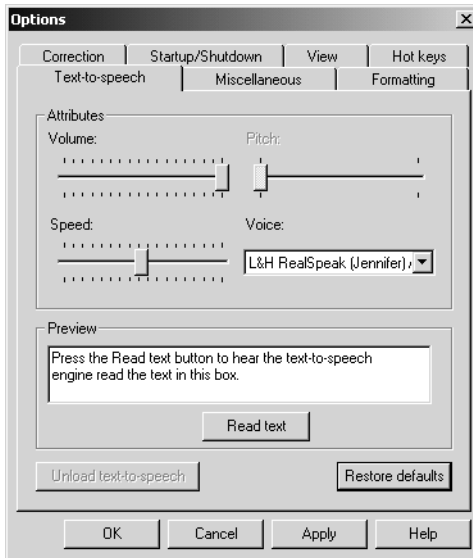 Options
Correction Startup/Shutdown View Hot keys
Text-to-speech Miscellaneous Formatting
Attributes
Volume: Pitch:
Speed: Voice:
L&H RealSpeak (Jennifer)
Preview
Press the Read text button to hear the text-to-speech
engine read the text in this box.
Read text
Unload text-to-speech Restore defaults
OK Cancel Apply Help